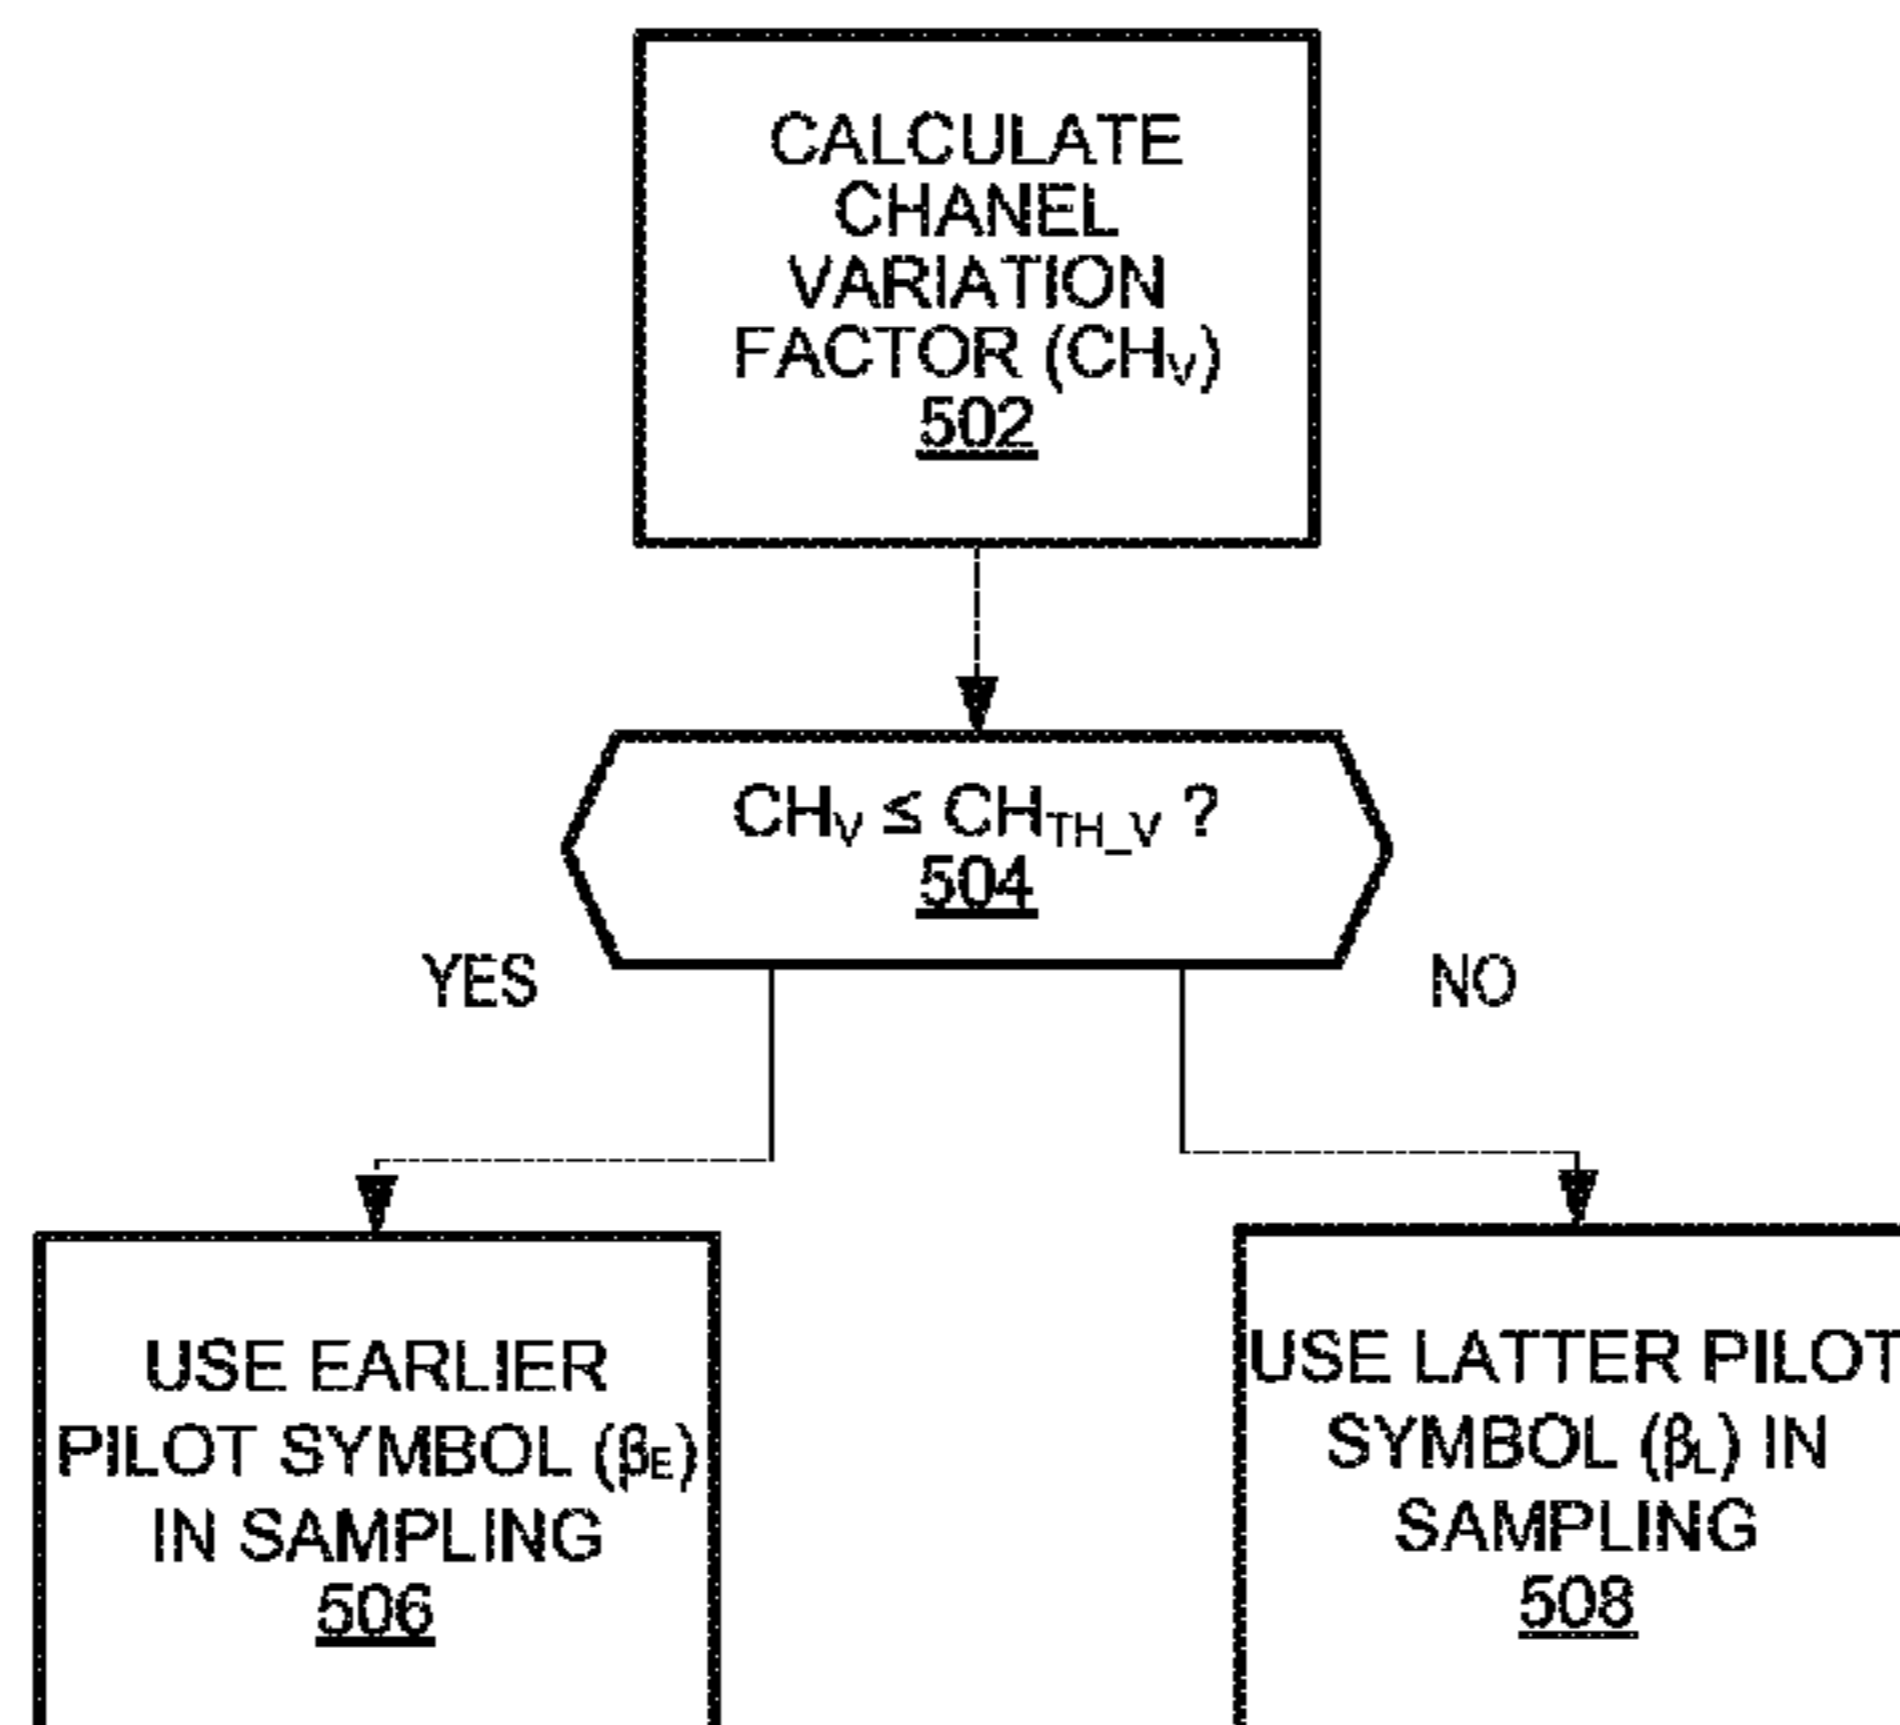 CALCULATE
CHANEL
VARIATION
FACTOR (CHV)
502
CHV ≤ CHTH_V ?
504
YES
NO
USE EARLIER
PILOT SYMBOL (βE)
IN SAMPLING
506
USE LATTER PILOT
SYMBOL (βL) IN
SAMPLING
508